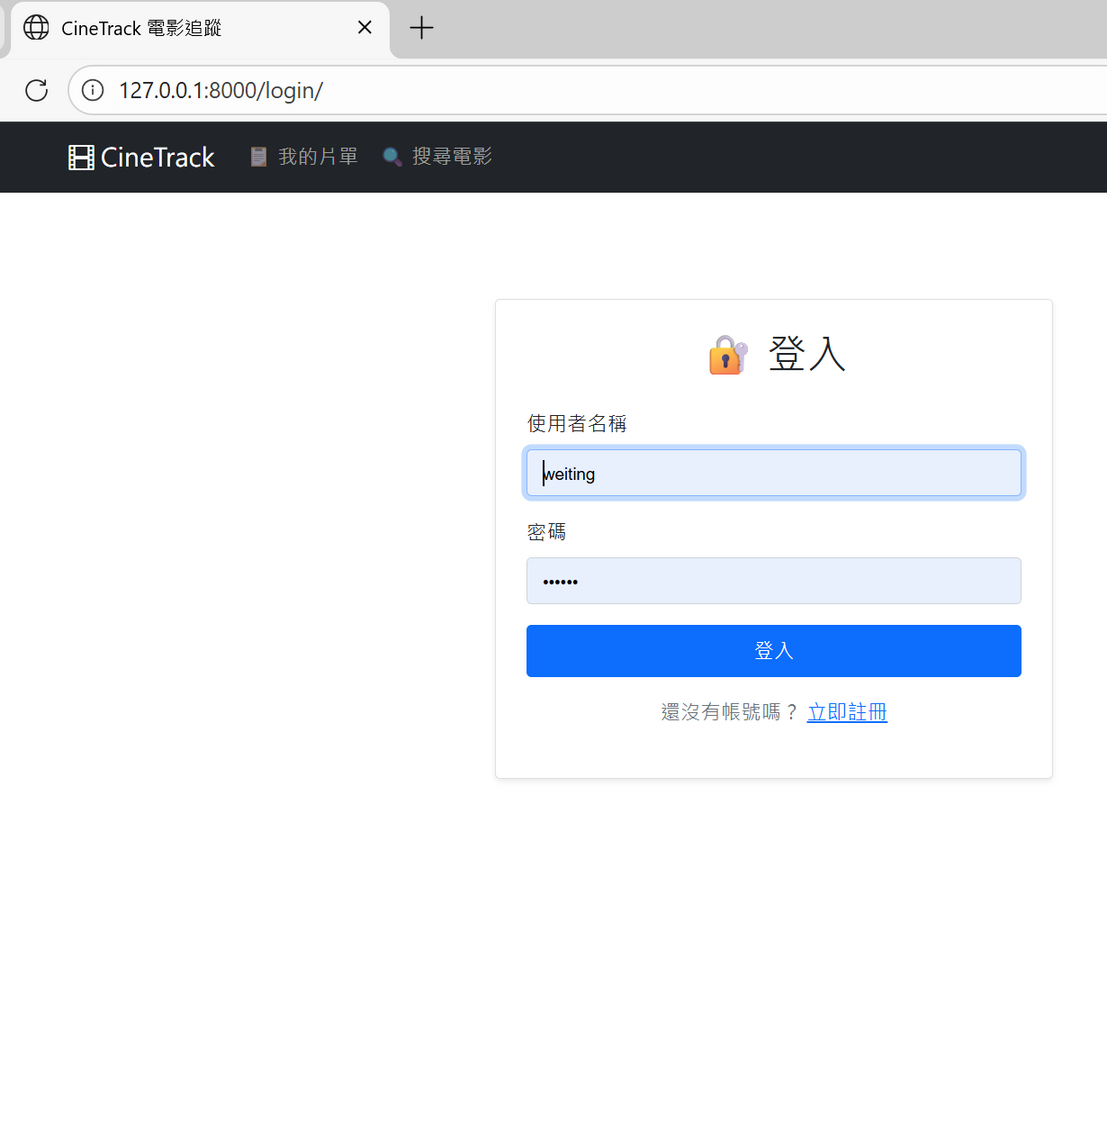 CineTrack 電影追蹤
127.0.0.1:8000/login/
CineTrack 我的片單 搜尋電影
登入
使用者名稱
weiting
密碼
••••••
登入
還沒有帳號嗎？ 立即註冊